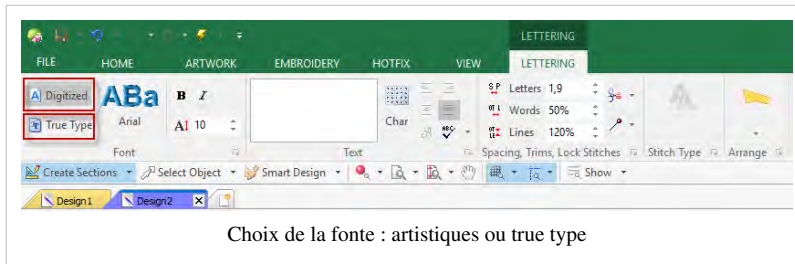 LETTERING
FILE HOME ARTWORK EMBROIDERY HOTFIX VIEW LETTERING
A Digitized ABa B I S P Letters 1,9
Words 50%
True Type Arial A 10 Char ABC Lines 120%
Font Text Spacing, Trims, Lock Stitches Stitch Type Arrange
Create Sections Select Object Smart Design Show
Design1 Design2
Choix de la fonte : artistiques ou true type